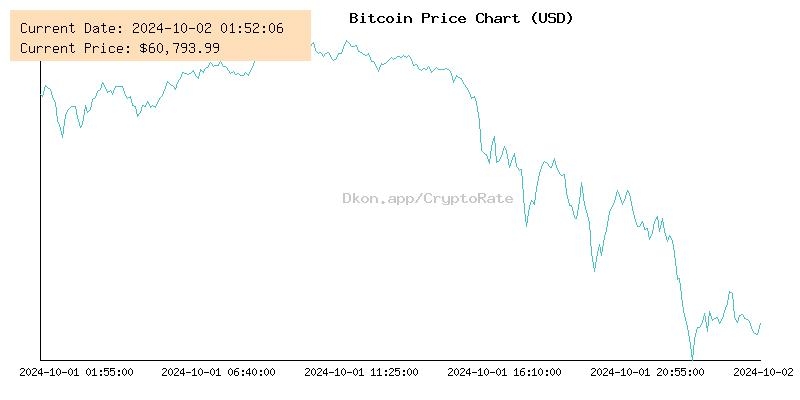 Bitcoin Price Chart (USD)
Current Date: 2024-10-02 01:52:06
Current Price: $60,793.99
Dkon.app/CryptoRate
2024-10-01 01:55:00 2024-10-01 06:40:00 2024-10-01 11:25:00 2024-10-01 16:10:00 2024-10-01 20:55:00 2024-10-02